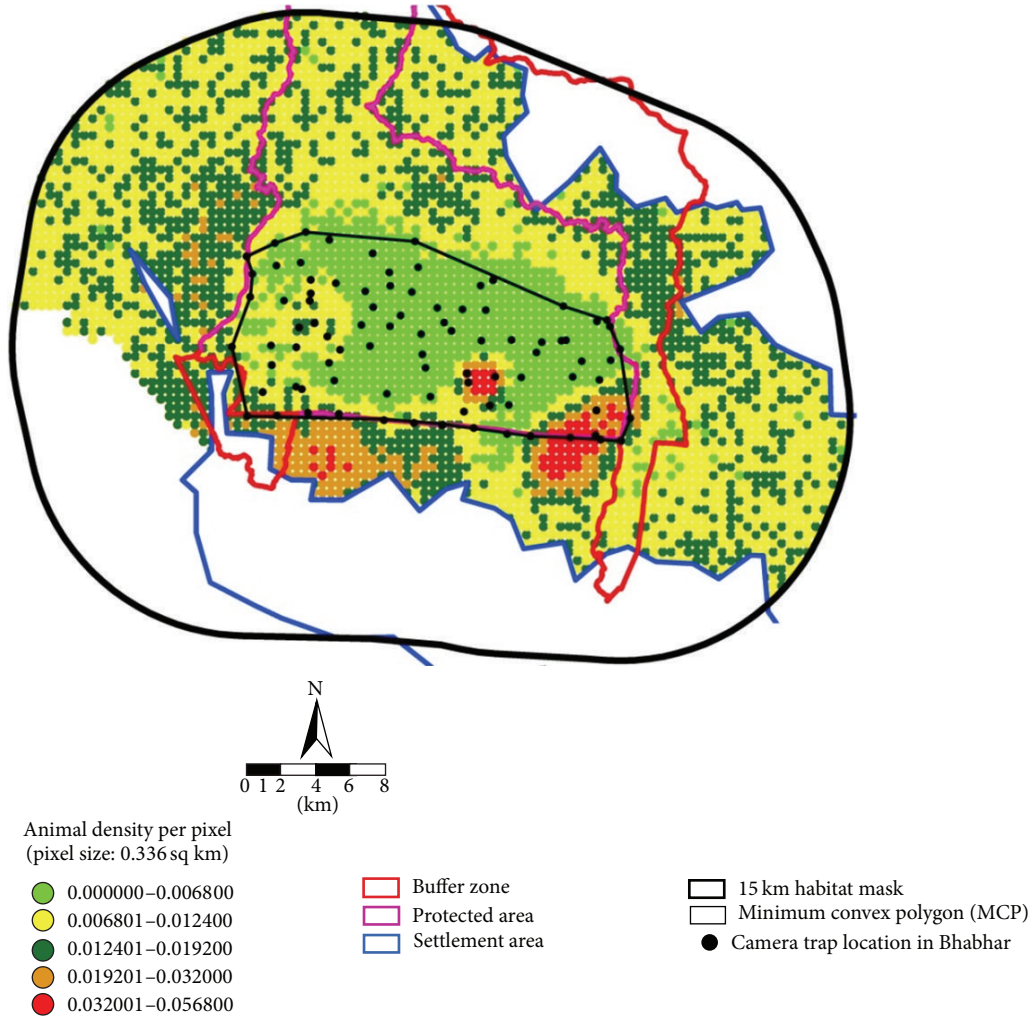 N
0 1 2 4 6 8
(km)
Animal density per pixel
(pixel size: 0.336 sq km)
0.000000–0.006800
0.006801–0.012400
0.012401–0.019200
0.019201–0.032000
0.032001–0.056800
Buffer zone
Protected area
Settlement area
15 km habitat mask
Minimum convex polygon (MCP)
Camera trap location in Bhabhar